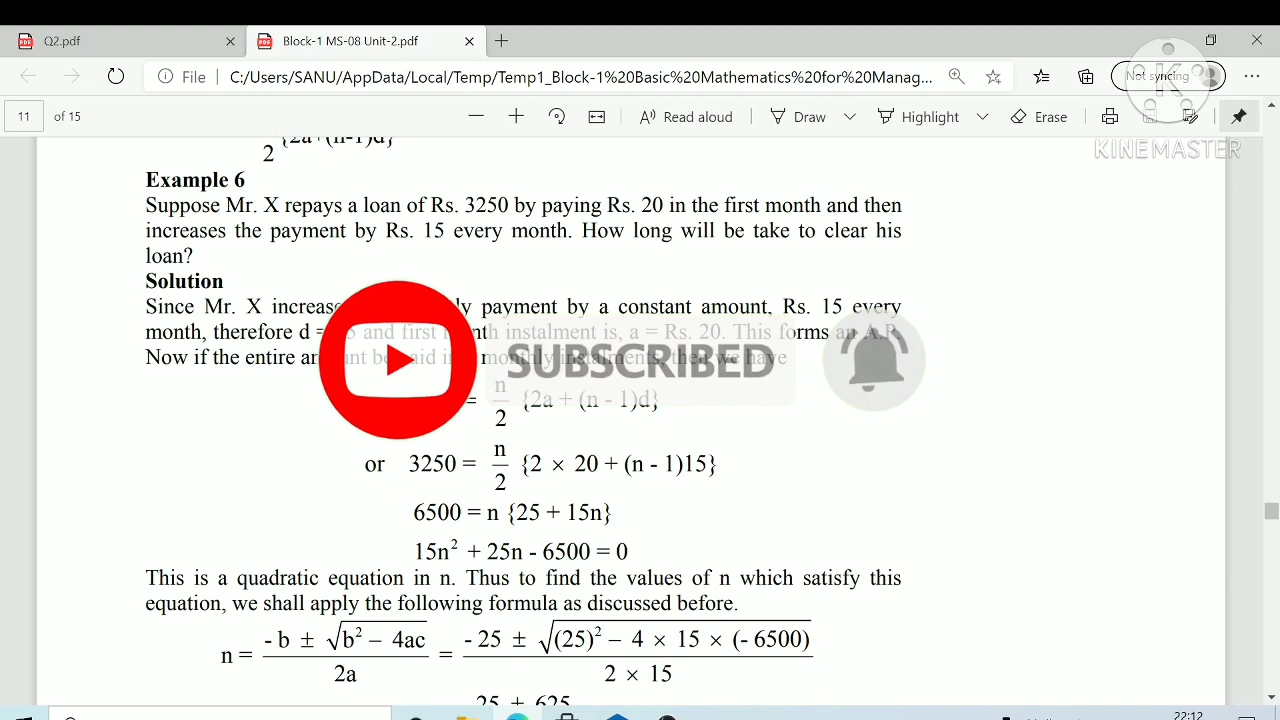 Q2.pdf
Block-1 MS-08 Unit-2.pdf
File C:/Users/SANU/AppData/Local/Temp/Temp1_Block-1%20Basic%20Mathematics%20for%20Manag... Not syncing
11 of 15 Read aloud Draw Highlight Erase
KINEMASTER
2 {2a+(n-1)d}
Example 6
Suppose Mr. X repays a loan of Rs. 3250 by paying Rs. 20 in the first month and then
increases the payment by Rs. 15 every month. How long will be take to clear his
loan?
Solution
Since Mr. X payment by a constant amount, Rs. 15 every
month, therefore d = and first instalment is, a = Rs. 20. This forms an A.P.
Now if the entire
SUBSCRIBED
= n/2 {2a + (n - 1)d}
or 3250 = n/2 {2 × 20 + (n - 1)15}
6500 = n {25 + 15n}
15n² + 25n - 6500 = 0
This is a quadratic equation in n. Thus to find the values of n which satisfy this
equation, we shall apply the following formula as discussed before.
n = - b ± √b² – 4ac / 2a = - 25 ± √(25)² – 4 × 15 × (- 6500) / 2 × 15
22:12